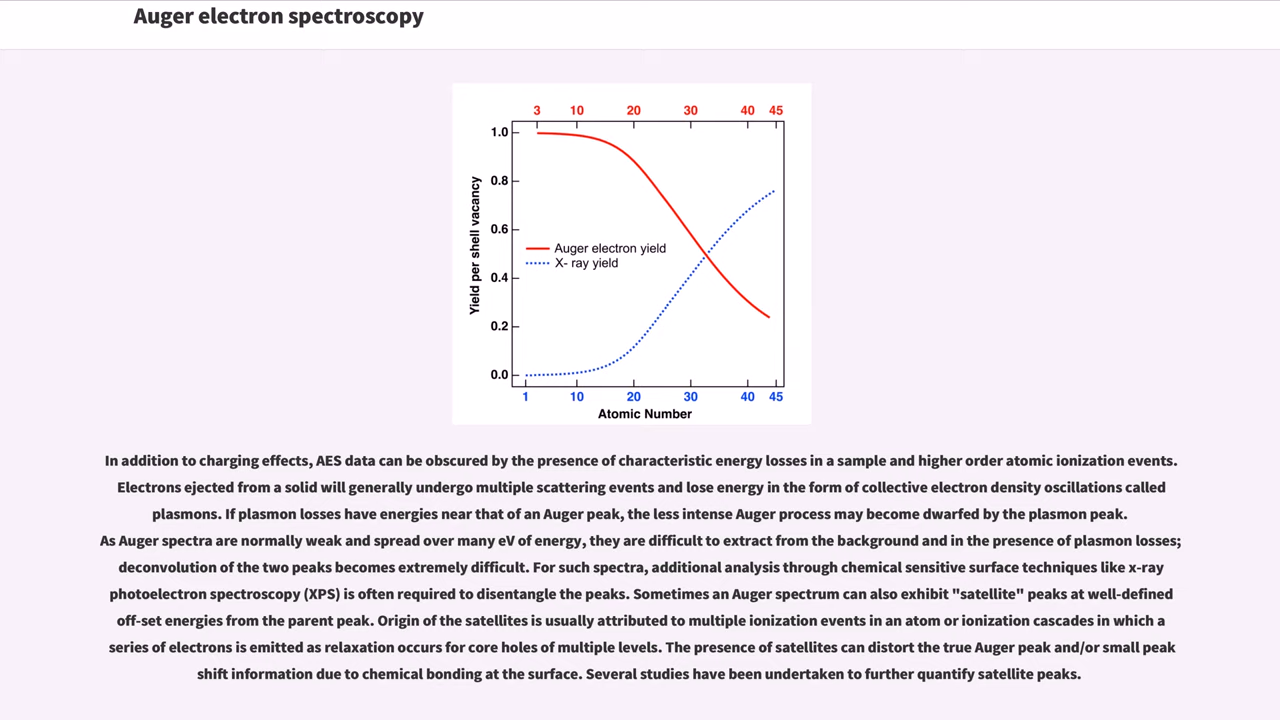 Auger electron spectroscopy
3 10 20 30 40 45
1.0
0.8
0.6
0.4
0.2
0.0
Yield per shell vacancy
Auger electron yield
X- ray yield
1 10 20 30 40 45
Atomic Number
In addition to charging effects, AES data can be obscured by the presence of characteristic energy losses in a sample and higher order atomic ionization events.
Electrons ejected from a solid will generally undergo multiple scattering events and lose energy in the form of collective electron density oscillations called
plasmons. If plasmon losses have energies near that of an Auger peak, the less intense Auger process may become dwarfed by the plasmon peak.
As Auger spectra are normally weak and spread over many eV of energy, they are difficult to extract from the background and in the presence of plasmon losses;
deconvolution of the two peaks becomes extremely difficult. For such spectra, additional analysis through chemical sensitive surface techniques like x-ray
photoelectron spectroscopy (XPS) is often required to disentangle the peaks. Sometimes an Auger spectrum can also exhibit "satellite" peaks at well-defined
off-set energies from the parent peak. Origin of the satellites is usually attributed to multiple ionization events in an atom or ionization cascades in which a
series of electrons is emitted as relaxation occurs for core holes of multiple levels. The presence of satellites can distort the true Auger peak and/or small peak
shift information due to chemical bonding at the surface. Several studies have been undertaken to further quantify satellite peaks.